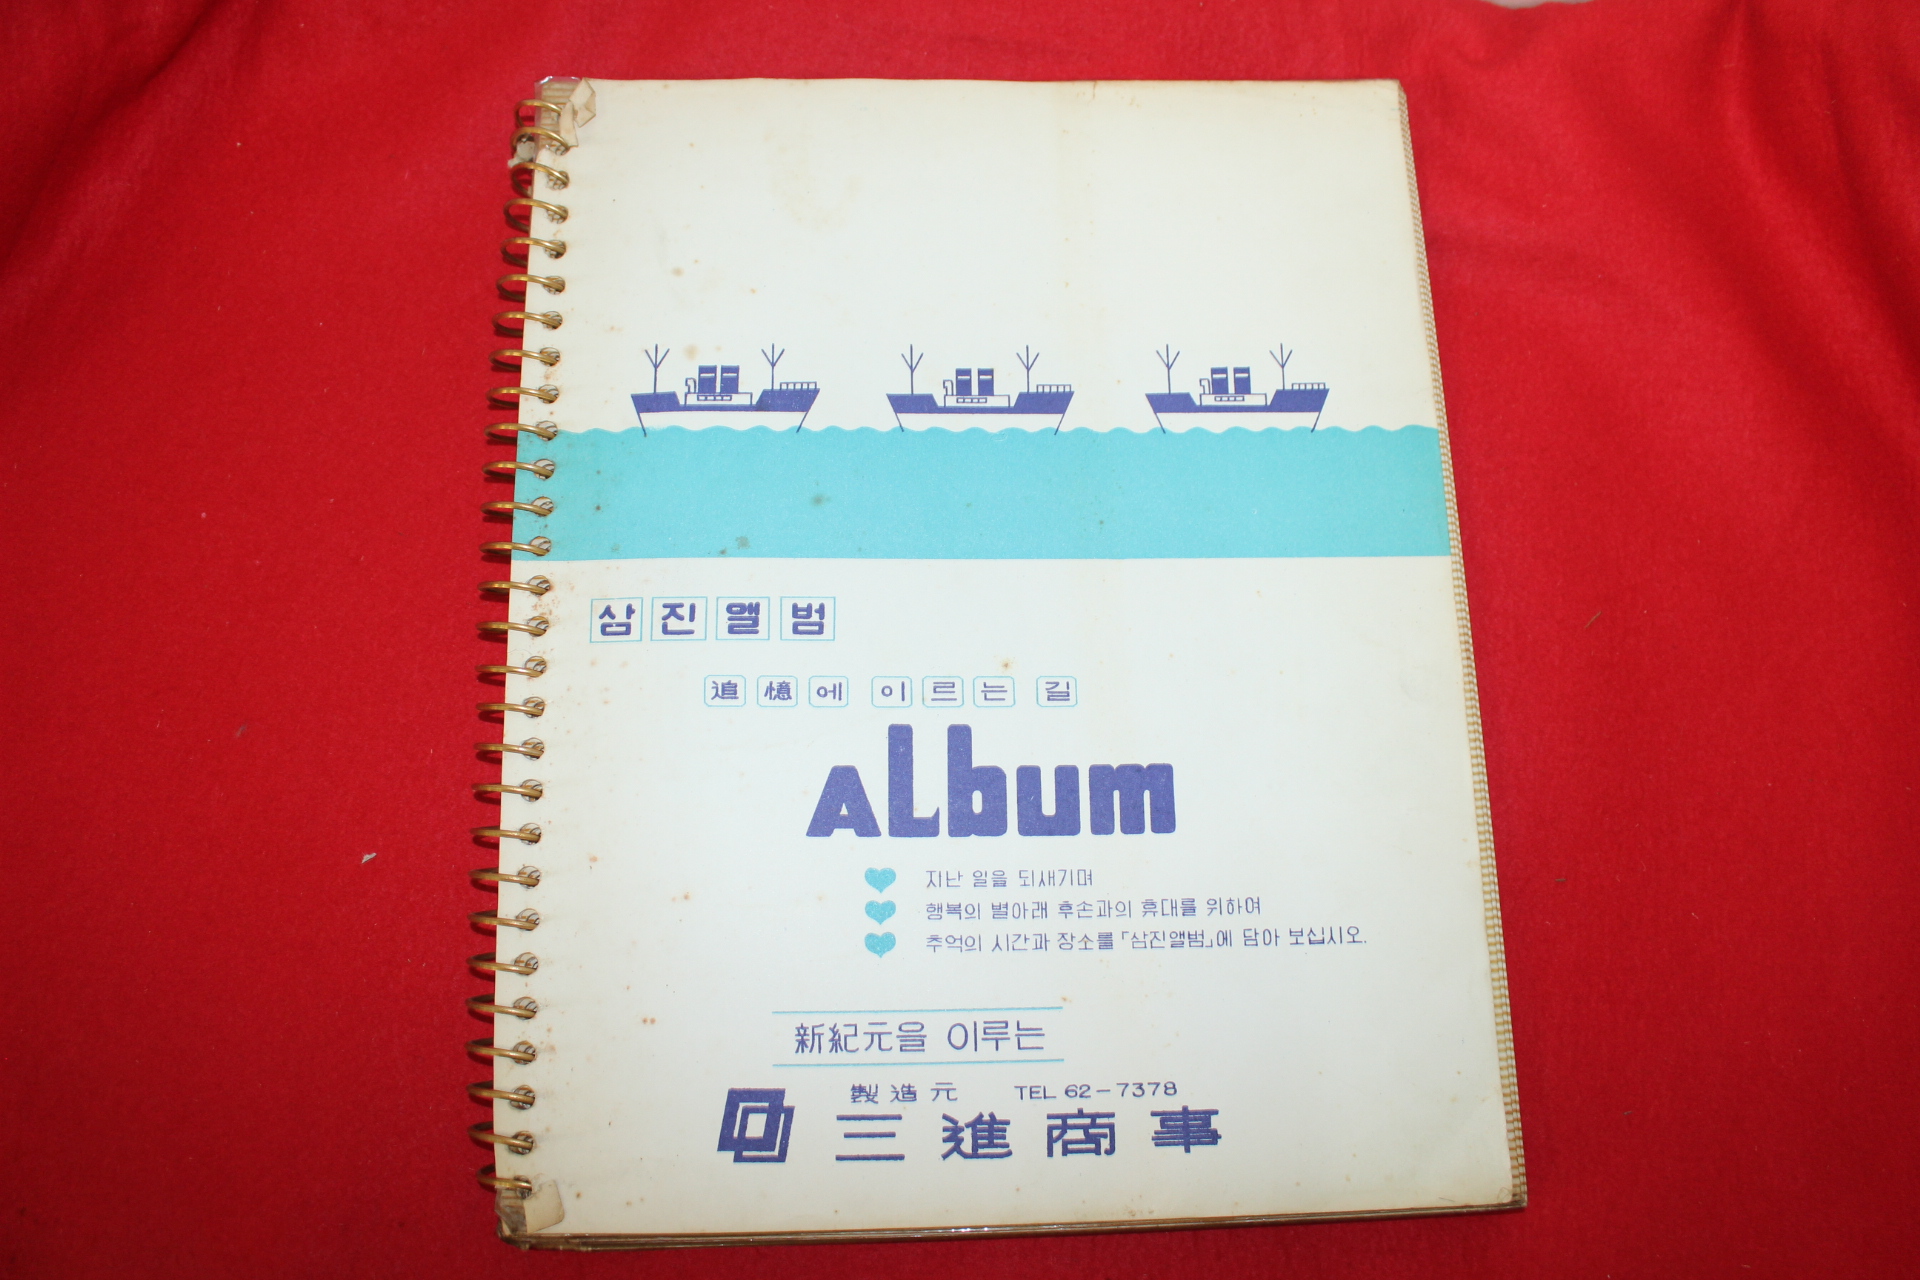 삼진앨범
追憶에 이르는 길
ALbum
지난 일을 되새기며
행복의 별아래 후손과의 휴대를 위하여
추억의 시간과 장소를 「삼진앨범」에 담아 보십시오.
新紀元을 이루는
製造元 TEL 62-7378
三進商事